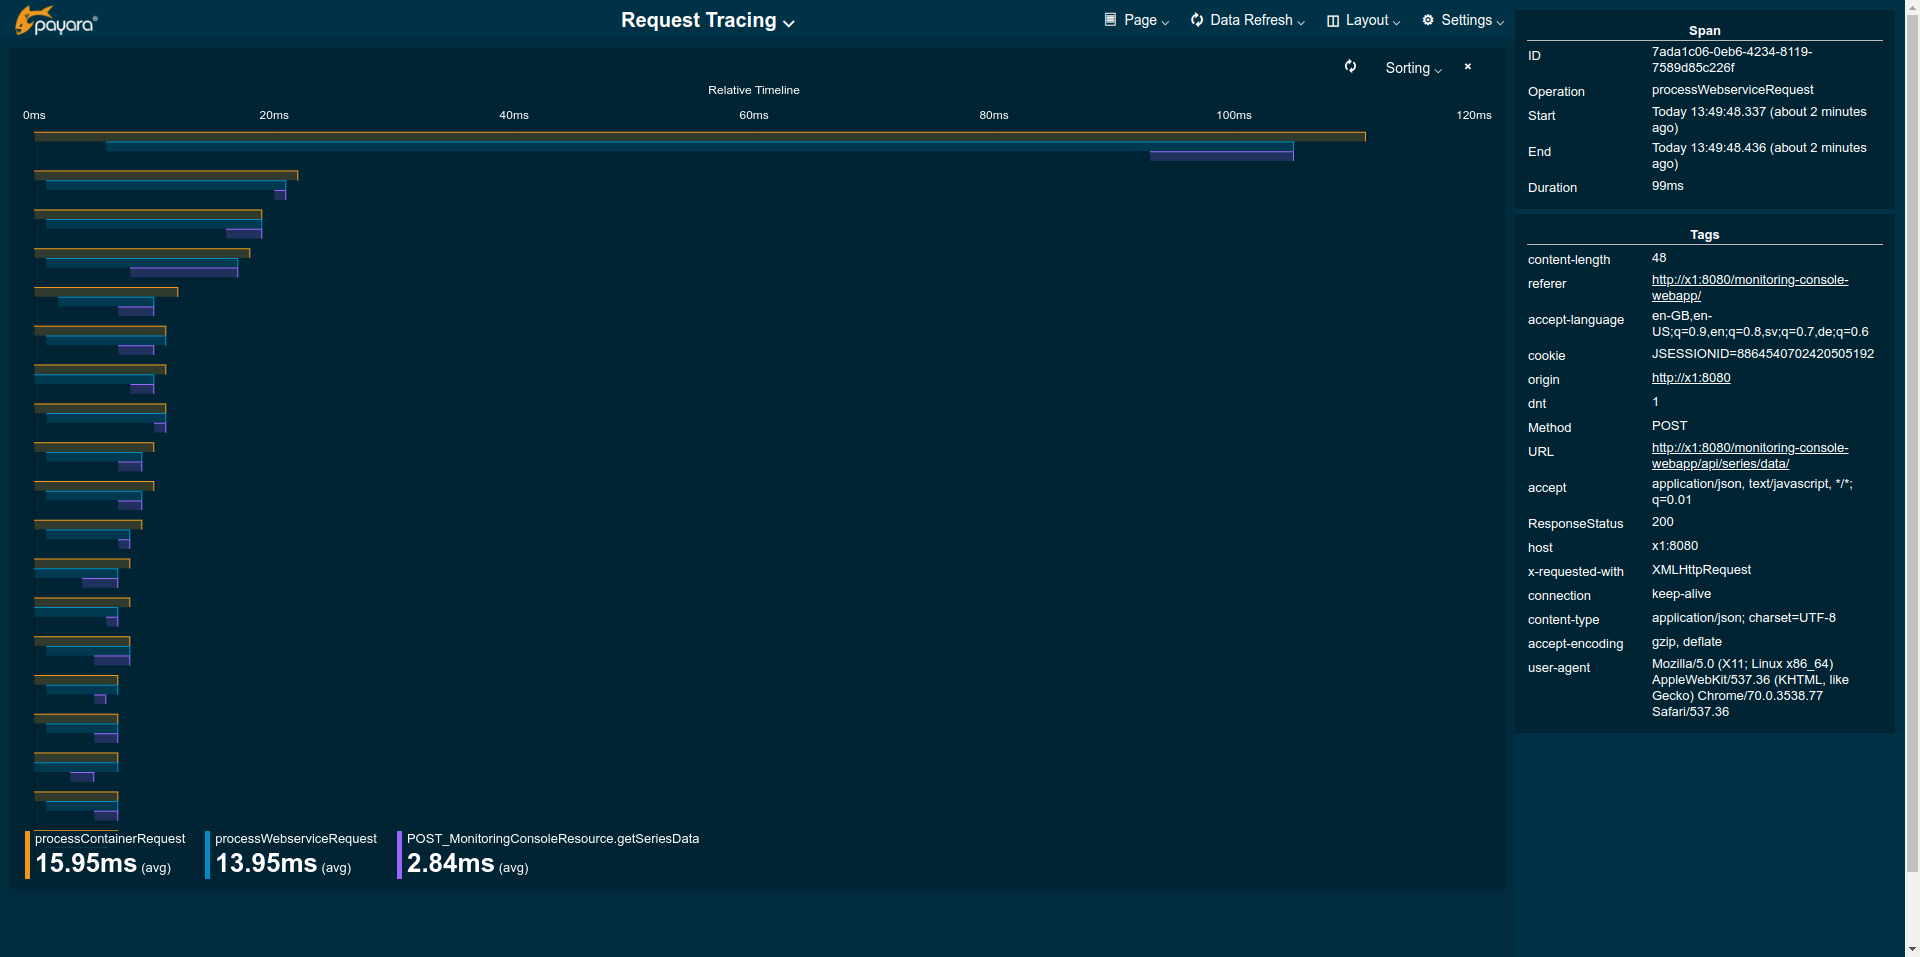 payara®
Request Tracing
Page
Data Refresh
Layout
Settings
Sorting
×
Relative Timeline
0ms 20ms 40ms 60ms 80ms 100ms 120ms
processContainerRequest
15.95ms (avg)
processWebserviceRequest
13.95ms (avg)
POST_MonitoringConsoleResource.getSeriesData
2.84ms (avg)
Span
ID 7ada1c06-0eb6-4234-8119-
7589d85c226f
Operation processWebserviceRequest
Start Today 13:49:48.337 (about 2 minutes
ago)
End Today 13:49:48.436 (about 2 minutes
ago)
Duration 99ms
Tags
content-length 48
referer http://x1:8080/monitoring-console-
webapp/
accept-language en-GB,en-
US;q=0.9,en;q=0.8,sv;q=0.7,de;q=0.6
cookie JSESSIONID=8864540702420505192
origin http://x1:8080
dnt 1
Method POST
URL http://x1:8080/monitoring-console-
webapp/api/series/data/
accept application/json, text/javascript, */*;
q=0.01
ResponseStatus 200
host x1:8080
x-requested-with XMLHttpRequest
connection keep-alive
content-type application/json; charset=UTF-8
accept-encoding gzip, deflate
user-agent Mozilla/5.0 (X11; Linux x86_64)
AppleWebKit/537.36 (KHTML, like
Gecko) Chrome/70.0.3538.77
Safari/537.36